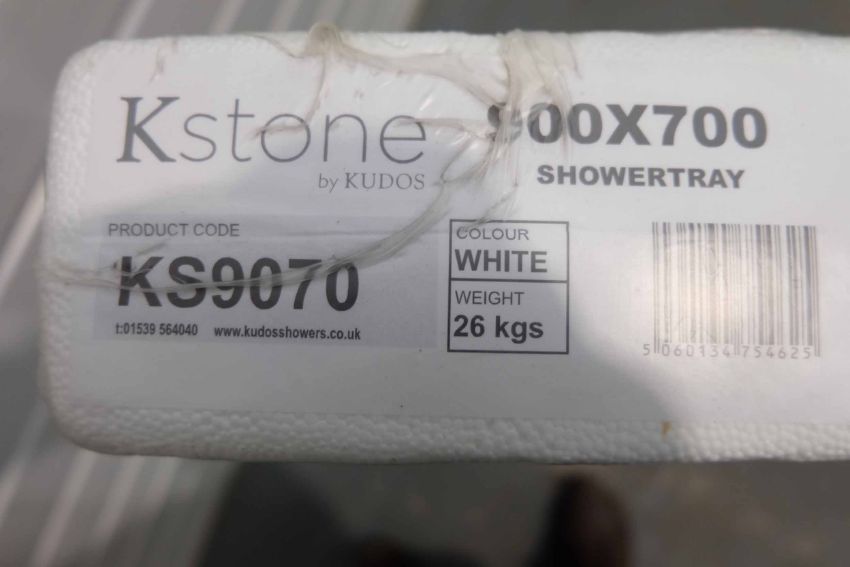 Kstone
by KUDOS
900X700
SHOWERTRAY
PRODUCT CODE
KS9070
t:01539 564040 www.kudosshowers.co.uk
COLOUR
WHITE
WEIGHT
26 kgs
5 060134 754625